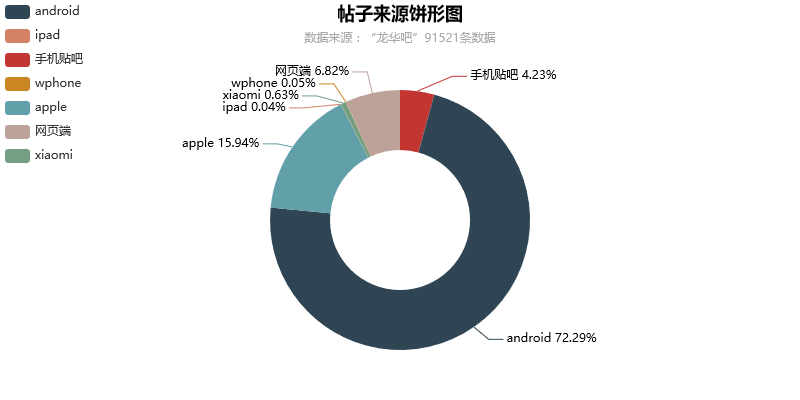 帖子来源饼形图
数据来源：“龙华吧”91521条数据
android
ipad
手机贴吧
wphone
apple
网页端
xiaomi
网页端 6.82%
wphone 0.05%
xiaomi 0.63%
ipad 0.04%
apple 15.94%
手机贴吧 4.23%
android 72.29%